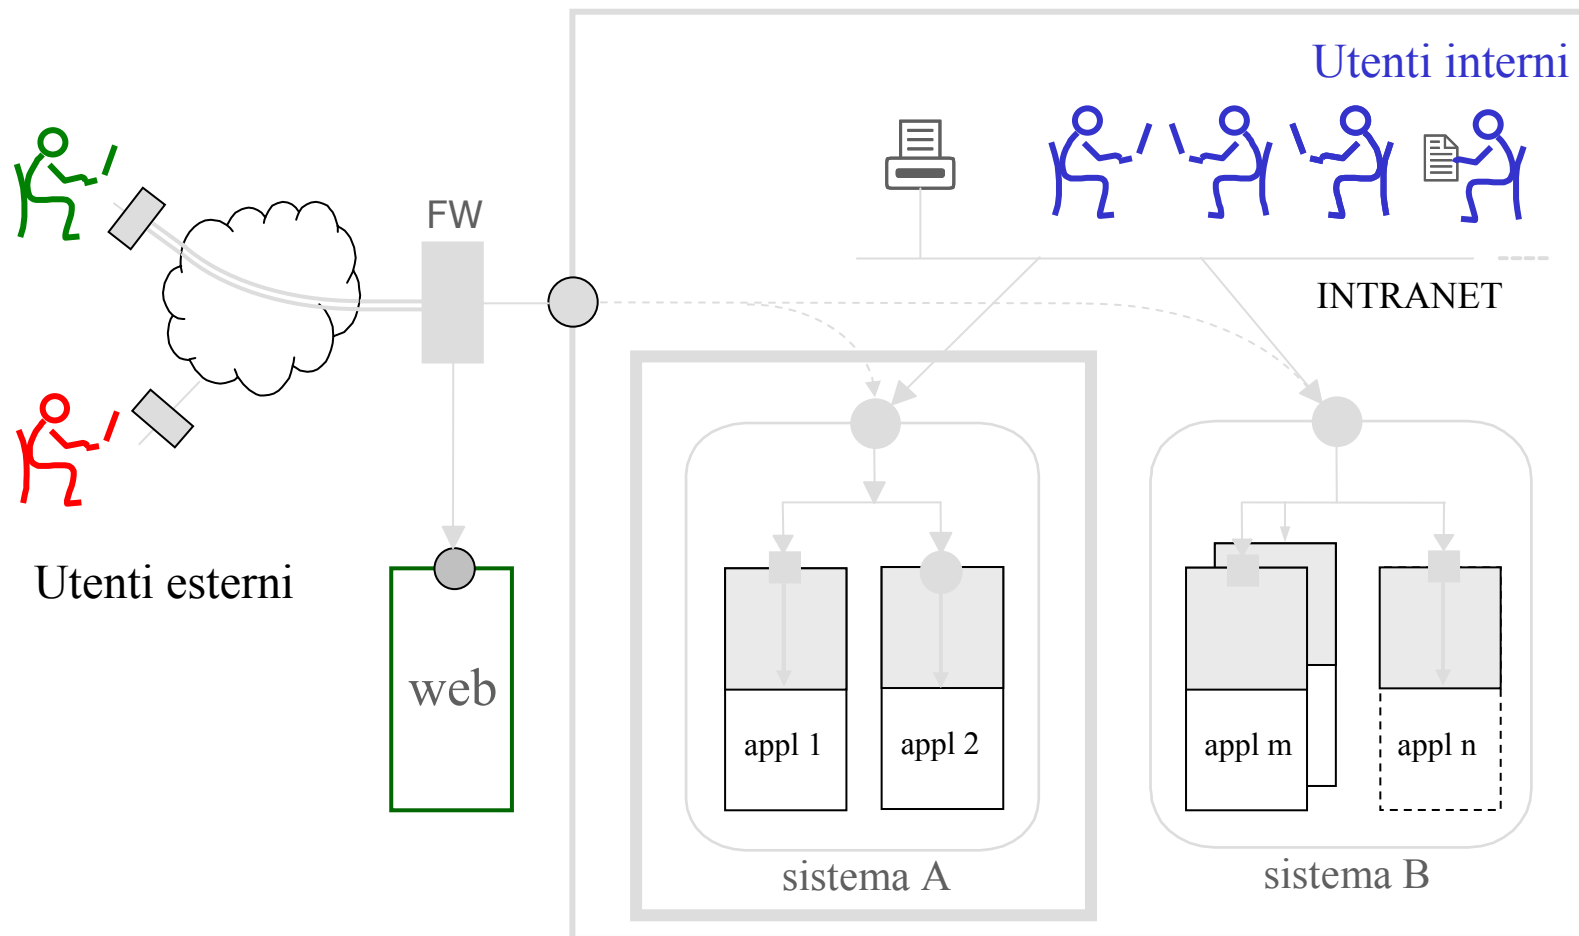 Utenti interni
FW
INTRANET
Utenti esterni
web
appl 1
appl 2
appl m
appl n
sistema A
sistema B